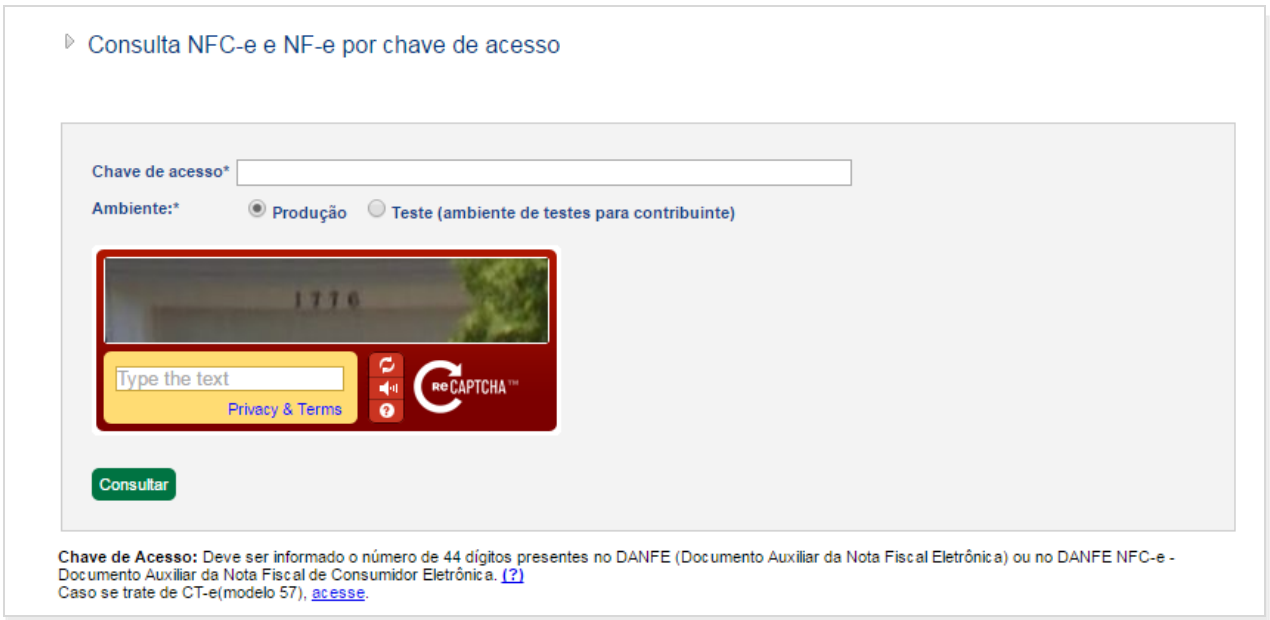 Consulta NFC-e e NF-e por chave de acesso
Chave de acesso*
Ambiente:* Produção Teste (ambiente de testes para contribuinte)
1776
Type the text
Privacy & Terms
ReCAPTCHA™
Consultar
Chave de Acesso: Deve ser informado o número de 44 dígitos presentes no DANFE (Documento Auxiliar da Nota Fiscal Eletrônica) ou no DANFE NFC-e -
Documento Auxiliar da Nota Fiscal de Consumidor Eletrônica. (?)
Caso se trate de CT-e(modelo 57), acesse.